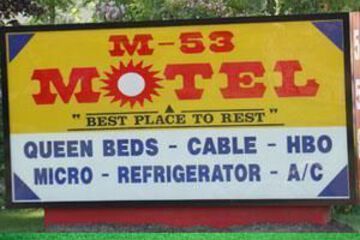 M-53
MOTEL
"BEST PLACE TO REST"
QUEEN BEDS - CABLE - HBO
MICRO - REFRIGERATOR - A/C